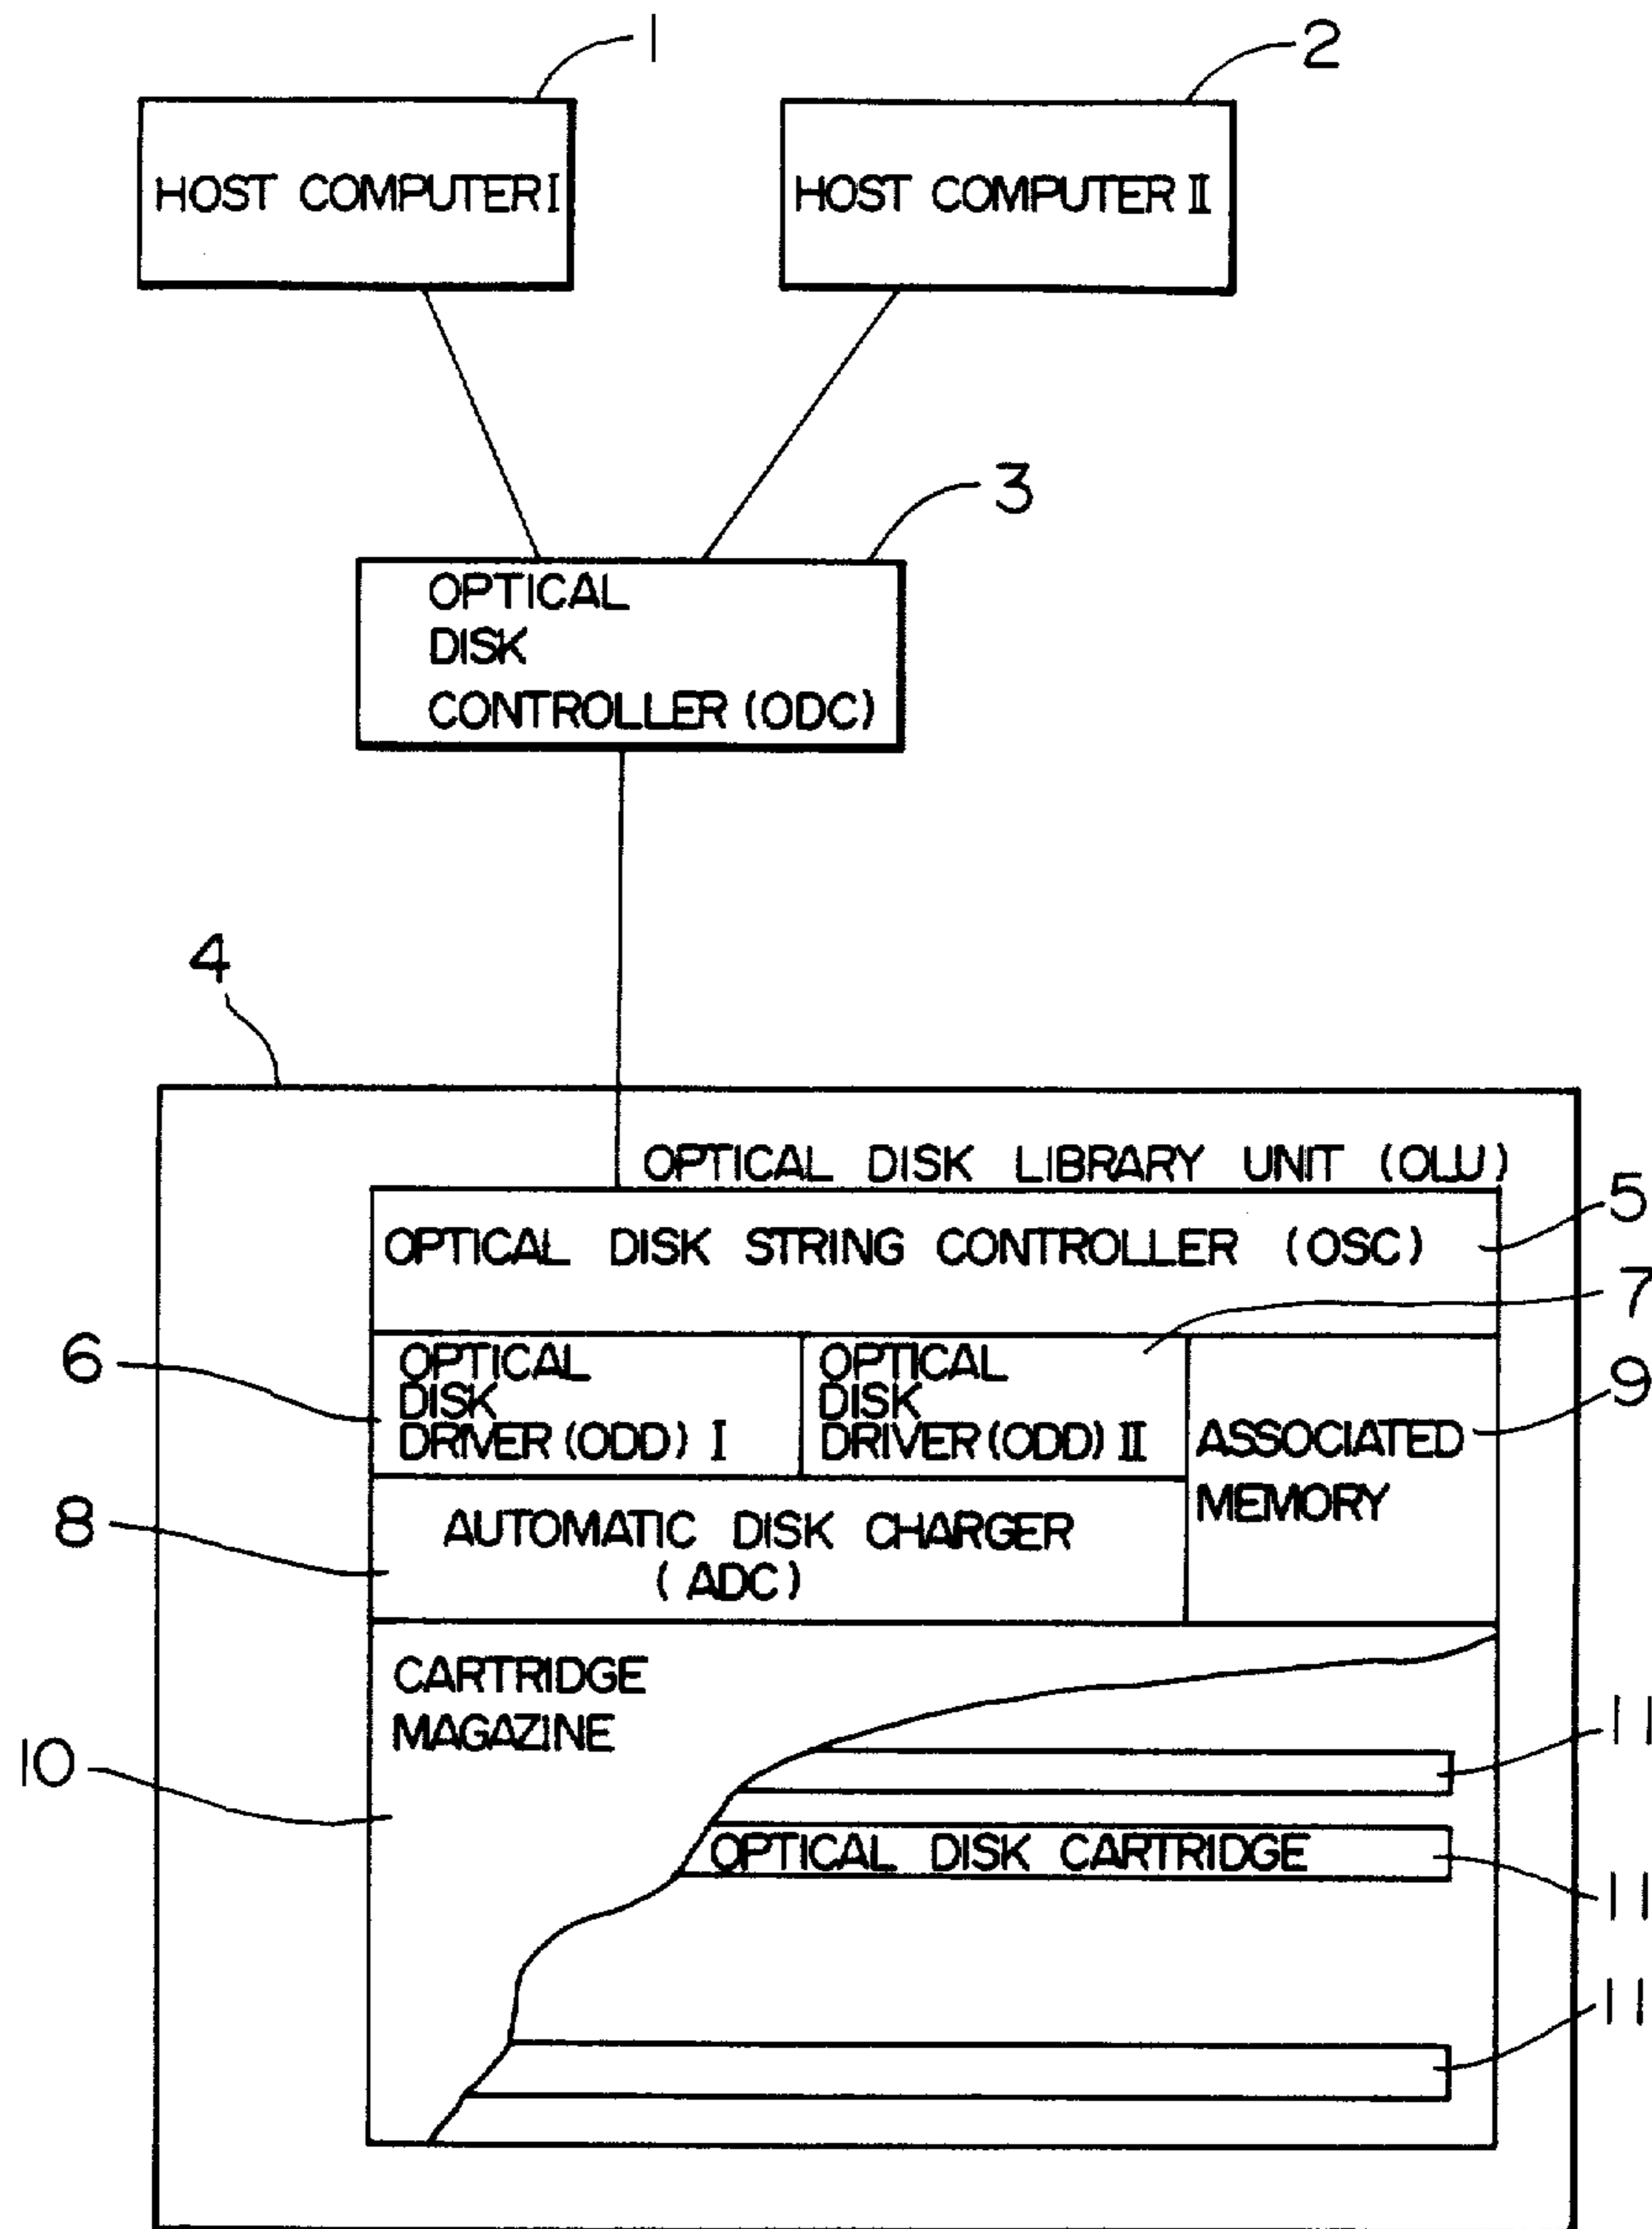 1
2
HOST COMPUTER I
HOST COMPUTER II
3
OPTICAL
DISK
CONTROLLER (ODC)
4
OPTICAL DISK LIBRARY UNIT (OLU)
5
OPTICAL DISK STRING CONTROLLER (OSC)
7
6
OPTICAL
DISK
DRIVER (ODD) I
OPTICAL
DISK
DRIVER (ODD) II
9
ASSOCIATED
MEMORY
8
AUTOMATIC DISK CHARGER
(ADC)
CARTRIDGE
MAGAZINE
10
11
OPTICAL DISK CARTRIDGE
11
11